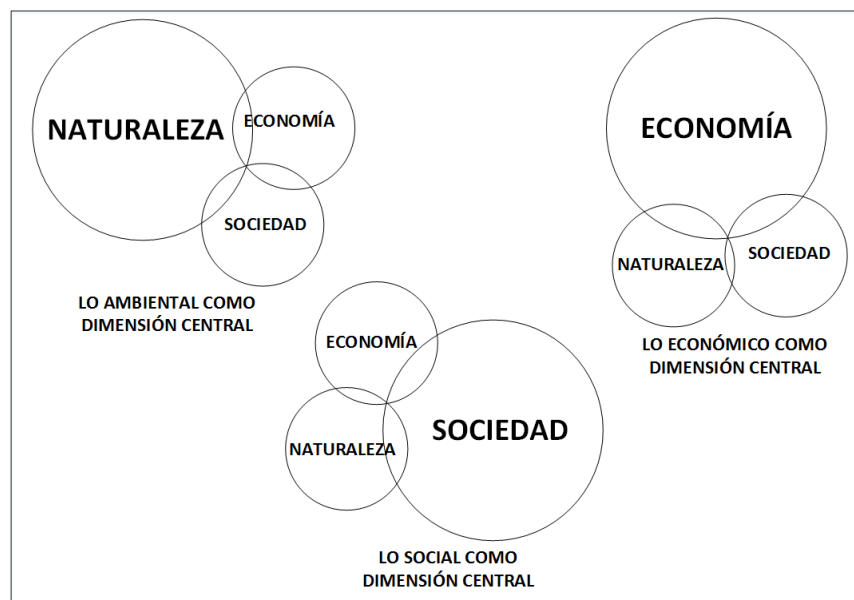 NATURALEZA
ECONOMÍA
SOCIEDAD
LO AMBIENTAL COMO
DIMENSIÓN CENTRAL
ECONOMÍA
NATURALEZA
SOCIEDAD
LO ECONÓMICO COMO
DIMENSIÓN CENTRAL
ECONOMÍA
SOCIEDAD
NATURALEZA
LO SOCIAL COMO
DIMENSIÓN CENTRAL